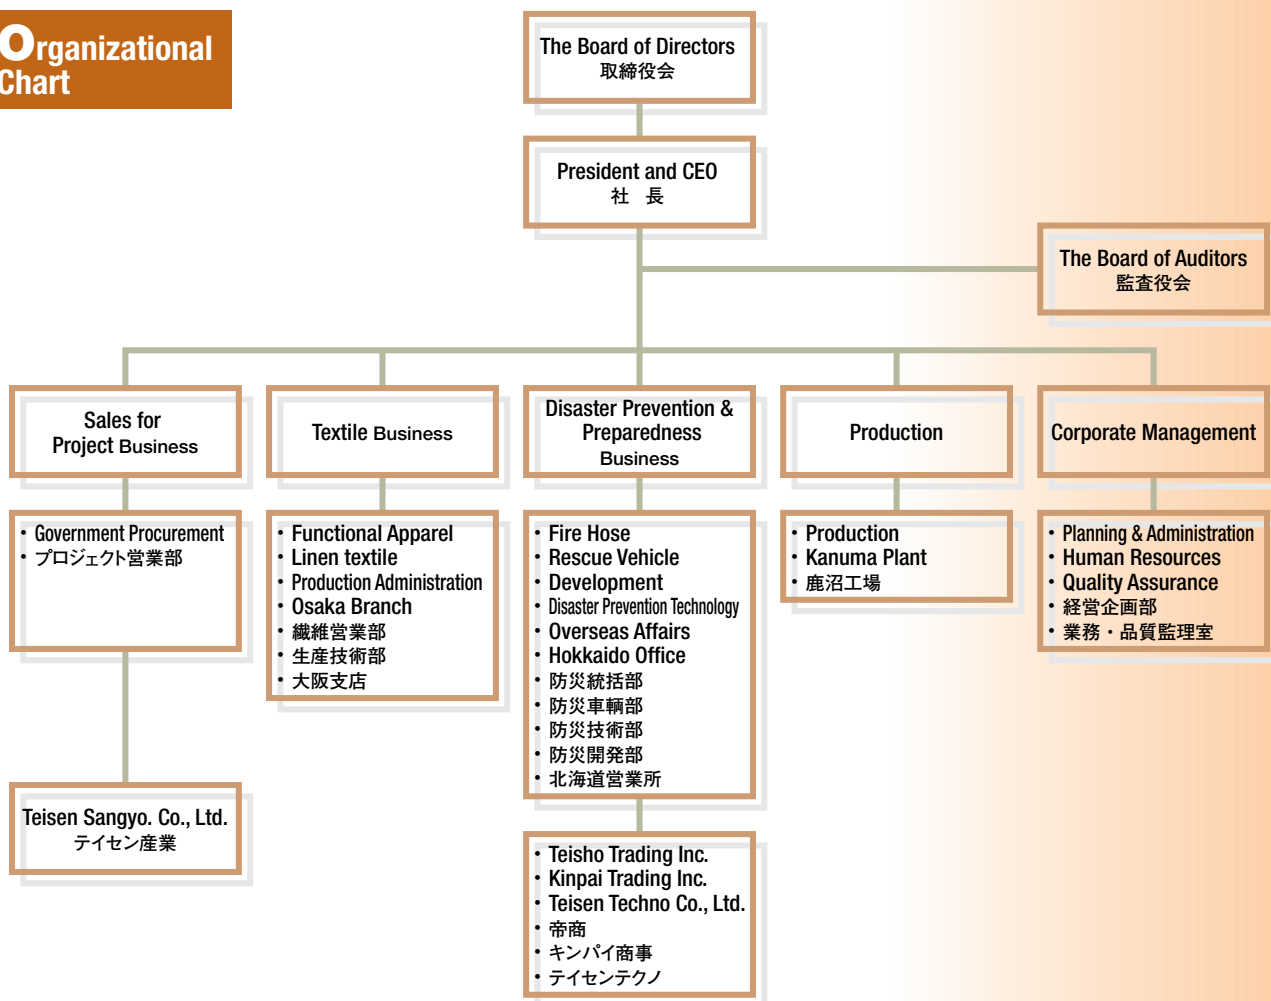 Organizational
Chart
The Board of Directors
取締役会
President and CEO
社 長
The Board of Auditors
監査役会
Sales for
Project Business
Textile Business
Disaster Prevention &
Preparedness
Business
Production
Corporate Management
• Government Procurement
• プロジェクト営業部
• Functional Apparel
• Linen textile
• Production Administration
• Osaka Branch
• 繊維営業部
• 生産技術部
• 大阪支店
• Fire Hose
• Rescue Vehicle
• Development
• Disaster Prevention Technology
• Overseas Affairs
• Hokkaido Office
• 防災統括部
• 防災車輌部
• 防災技術部
• 防災開発部
• 北海道営業所
• Production
• Kanuma Plant
• 鹿沼工場
• Planning & Administration
• Human Resources
• Quality Assurance
• 経営企画部
• 業務・品質監理室
Teisen Sangyo. Co., Ltd.
テイセン産業
• Teisho Trading Inc.
• Kinpai Trading Inc.
• Teisen Techno Co., Ltd.
• 帝商
• キンパイ商事
• テイセンテクノ